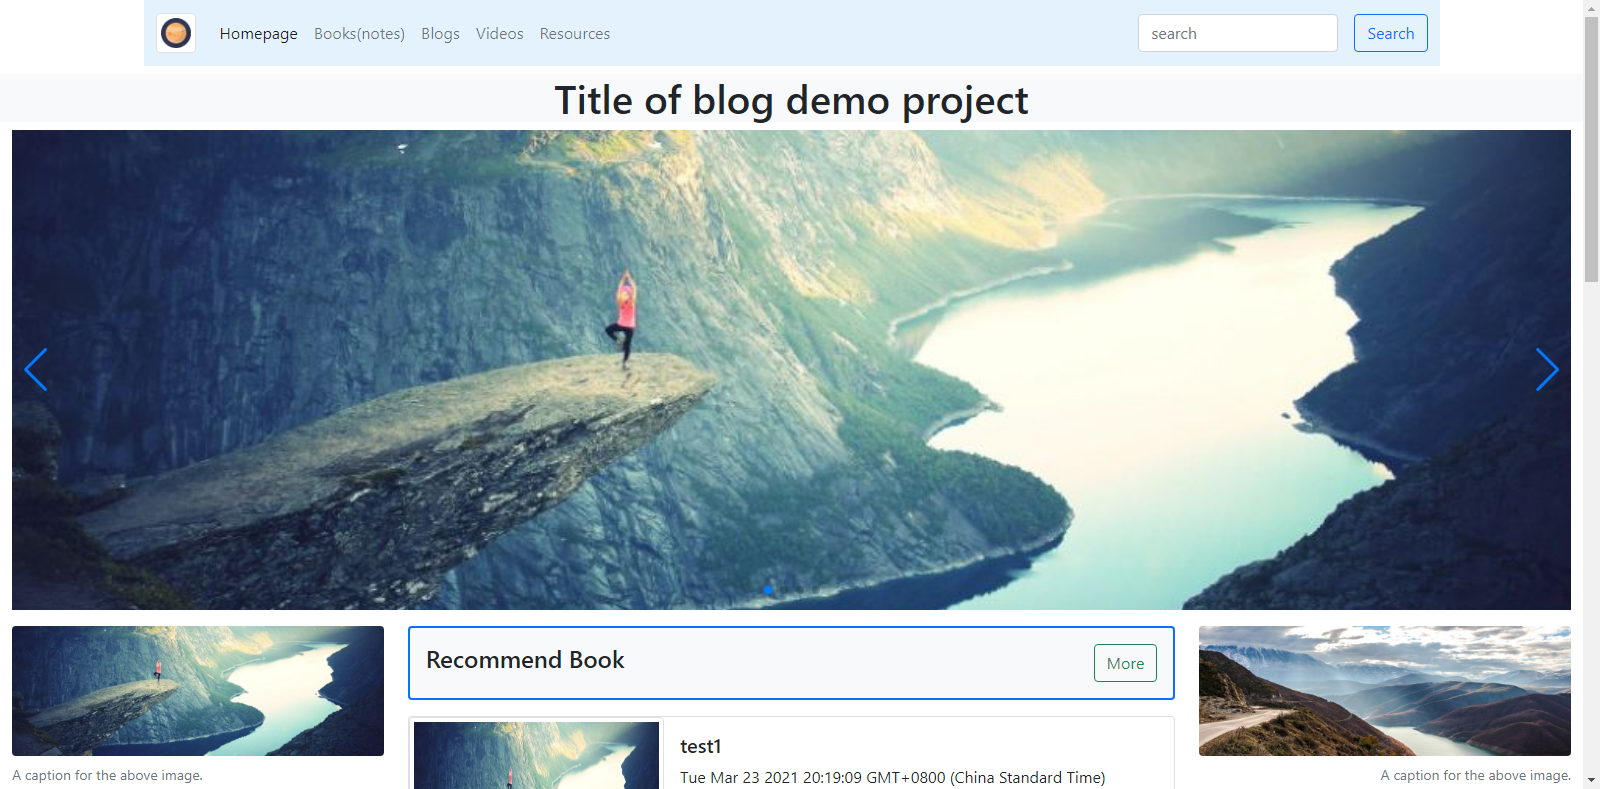 Homepage Books(notes) Blogs Videos Resources search Search
Title of blog demo project
Recommend Book More
test1
Tue Mar 23 2021 20:19:09 GMT+0800 (China Standard Time)
A caption for the above image.
A caption for the above image.